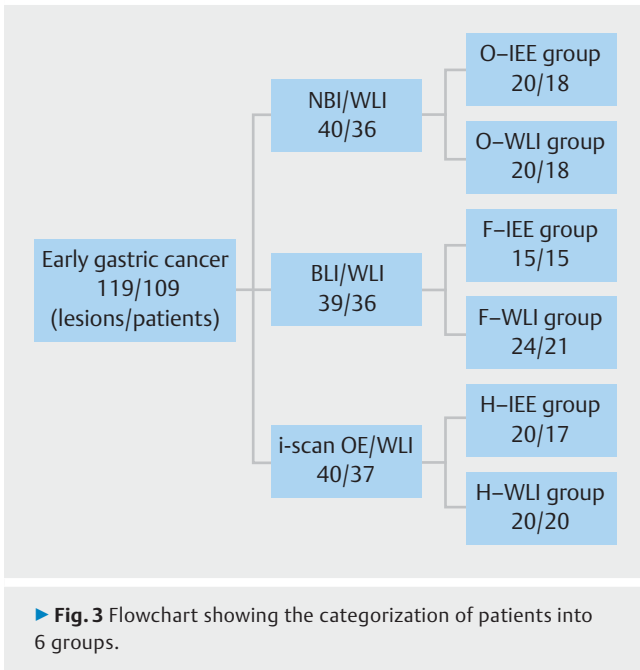 Early gastric cancer
119/109
(lesions/patients)
NBI/WLI
40/36
BLI/WLI
39/36
i-scan OE/WLI
40/37
O–IEE group
20/18
O–WLI group
20/18
F–IEE group
15/15
F–WLI group
24/21
H–IEE group
20/17
H–WLI group
20/20
▶ Fig. 3 Flowchart showing the categorization of patients into
6 groups.